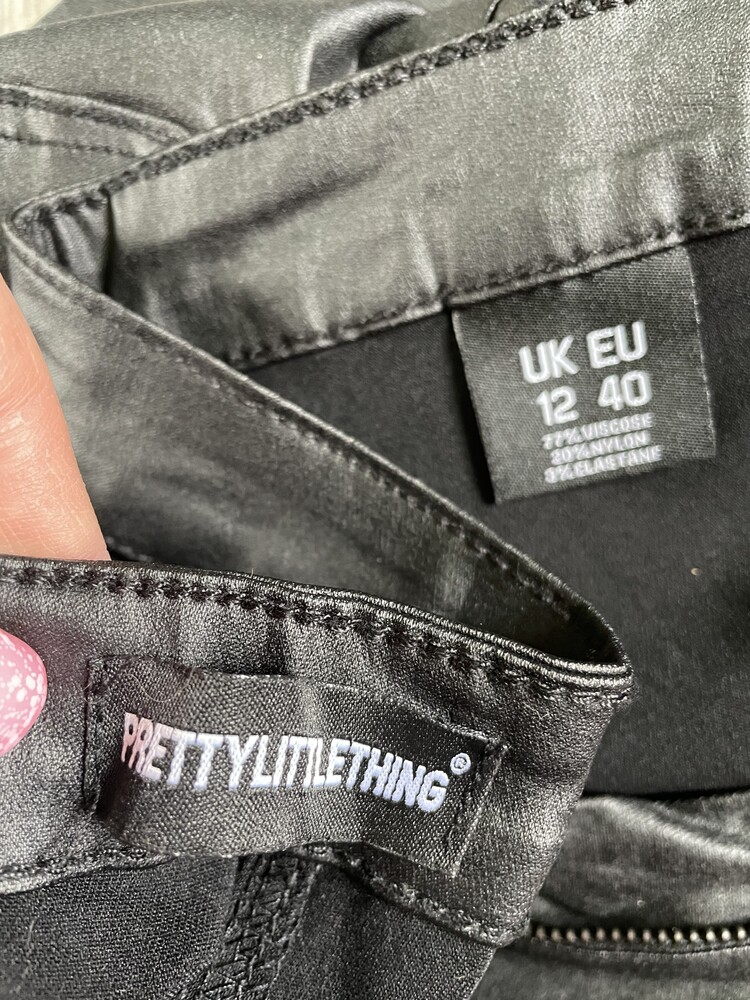 UK EU
12 40
77% VISCOSE
20% NYLON
3% ELASTANE
PRETTYLITTLETHING®